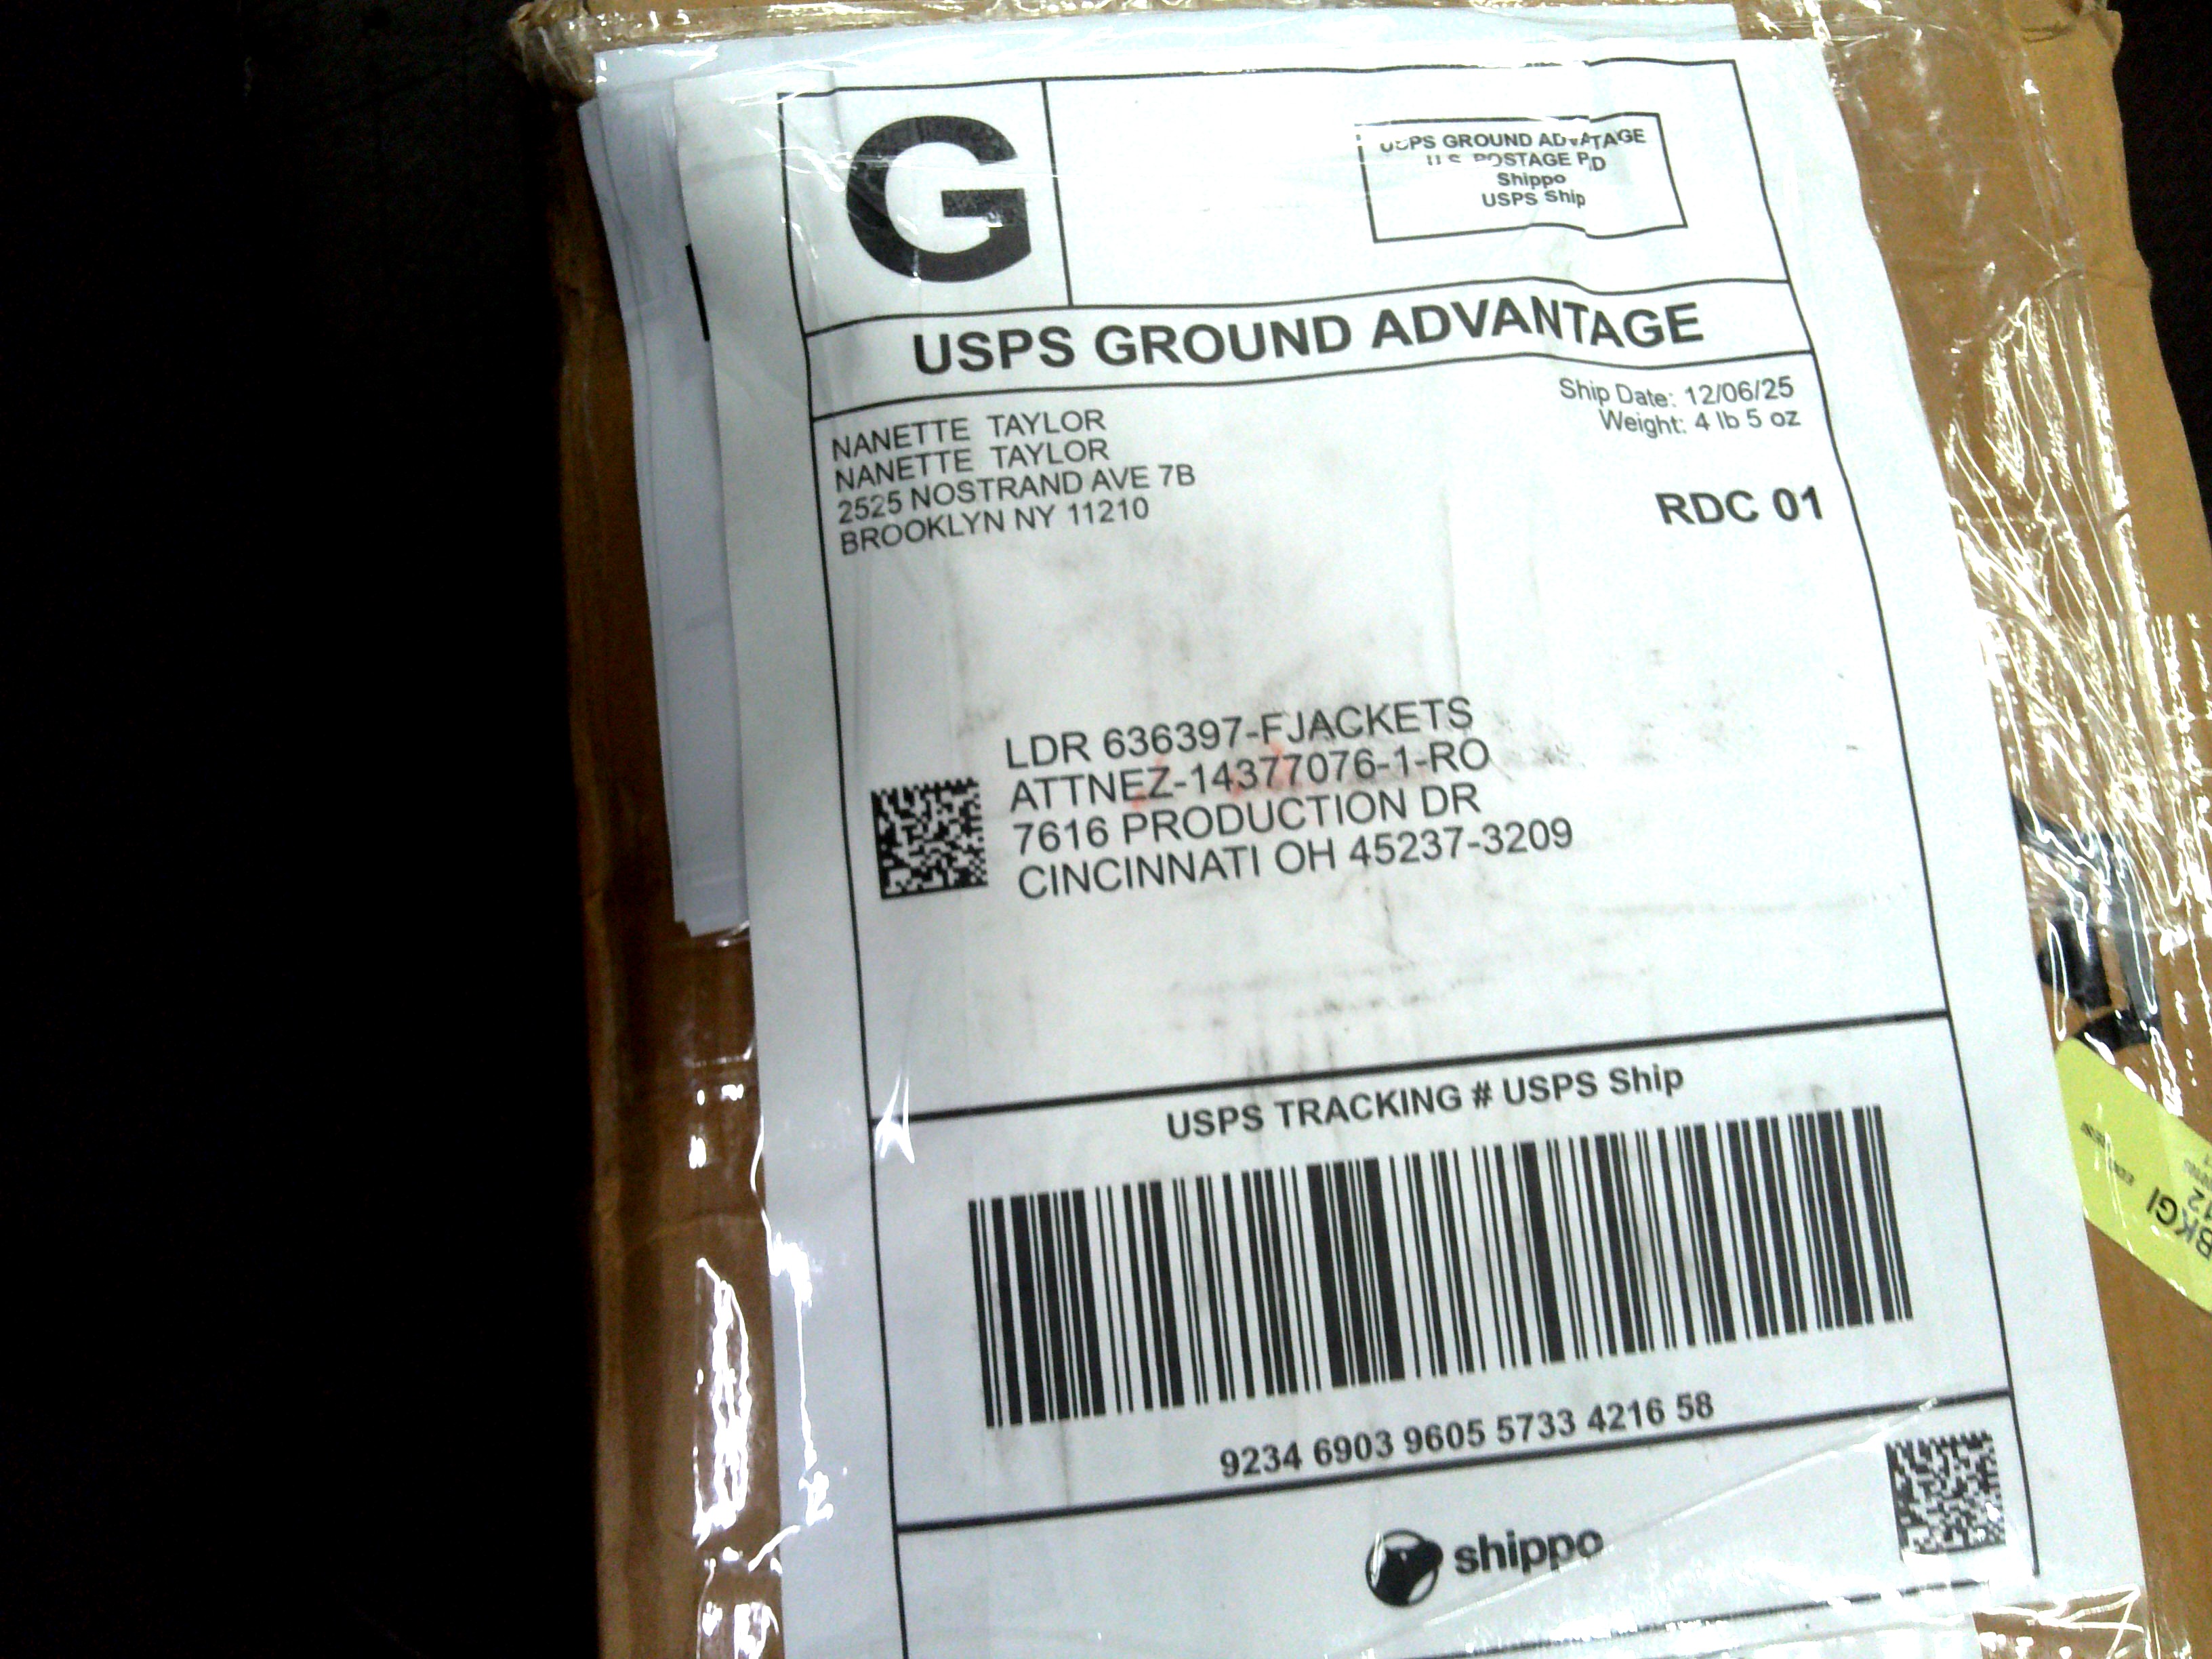 G
USPS GROUND ADVANTAGE
U.S. POSTAGE PD
Shippo
USPS Ship
USPS GROUND ADVANTAGE
Ship Date: 12/06/25
Weight: 4 lb 5 oz
RDC 01
NANETTE TAYLOR
NANETTE TAYLOR
2525 NOSTRAND AVE 7B
BROOKLYN NY 11210
LDR 636397-FJACKETS
ATTNEZ-14377076-1-RO
7616 PRODUCTION DR
CINCINNATI OH 45237-3209
USPS TRACKING # USPS Ship
9234 6903 9605 5733 4216 58
shippo
BKGI